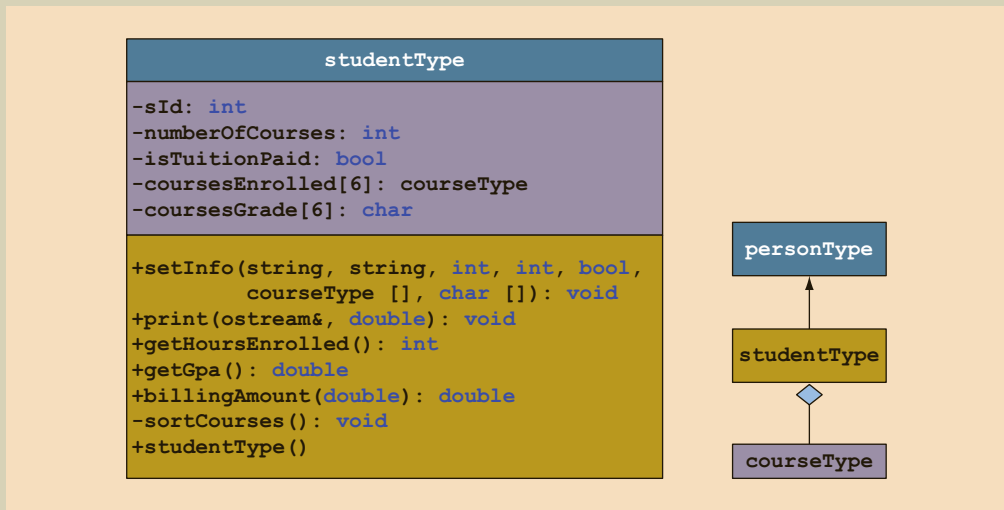 studentType
-sId: int
-numberOfCourses: int
-isTuitionPaid: bool
-coursesEnrolled[6]: courseType
-coursesGrade[6]: char
+setInfo(string, string, int, int, bool,
courseType [], char []): void
+print(ostream&, double): void
+getHoursEnrolled(): int
+getGpa(): double
+billingAmount(double): double
-sortCourses(): void
+studentType()
personType
studentType
courseType